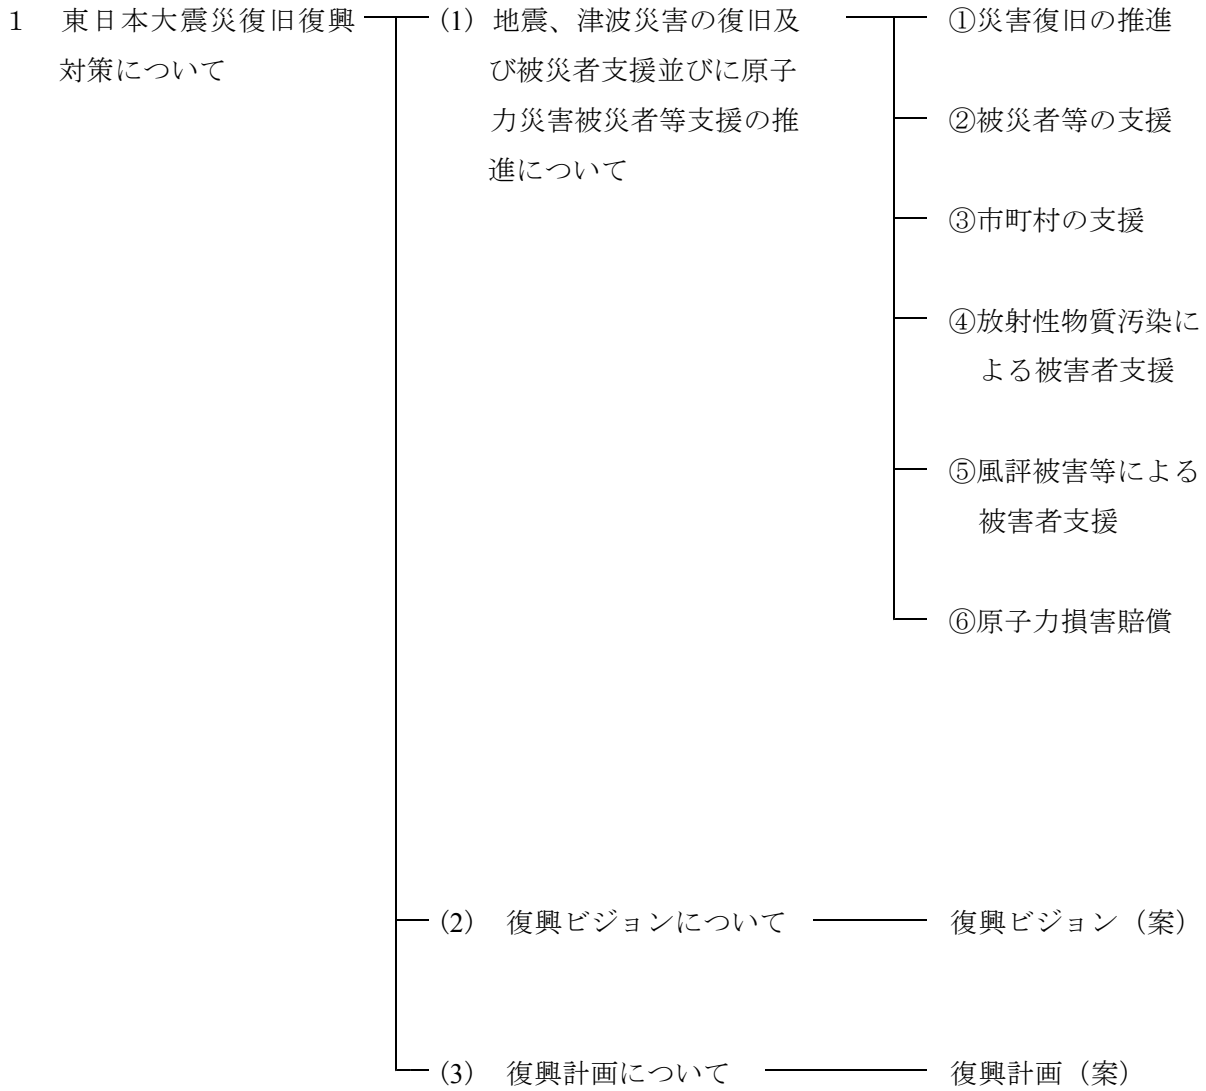 1 東日本大震災復旧復興
対策について
(1) 地震、津波災害の復旧及
び被災者支援並びに原子
力災害被災者等支援の推
進について
①災害復旧の推進
②被災者等の支援
③市町村の支援
④放射性物質汚染に
よる被害者支援
⑤風評被害等による
被害者支援
⑥原子力損害賠償
(2) 復興ビジョンについて
復興ビジョン（案）
(3) 復興計画について
復興計画（案）